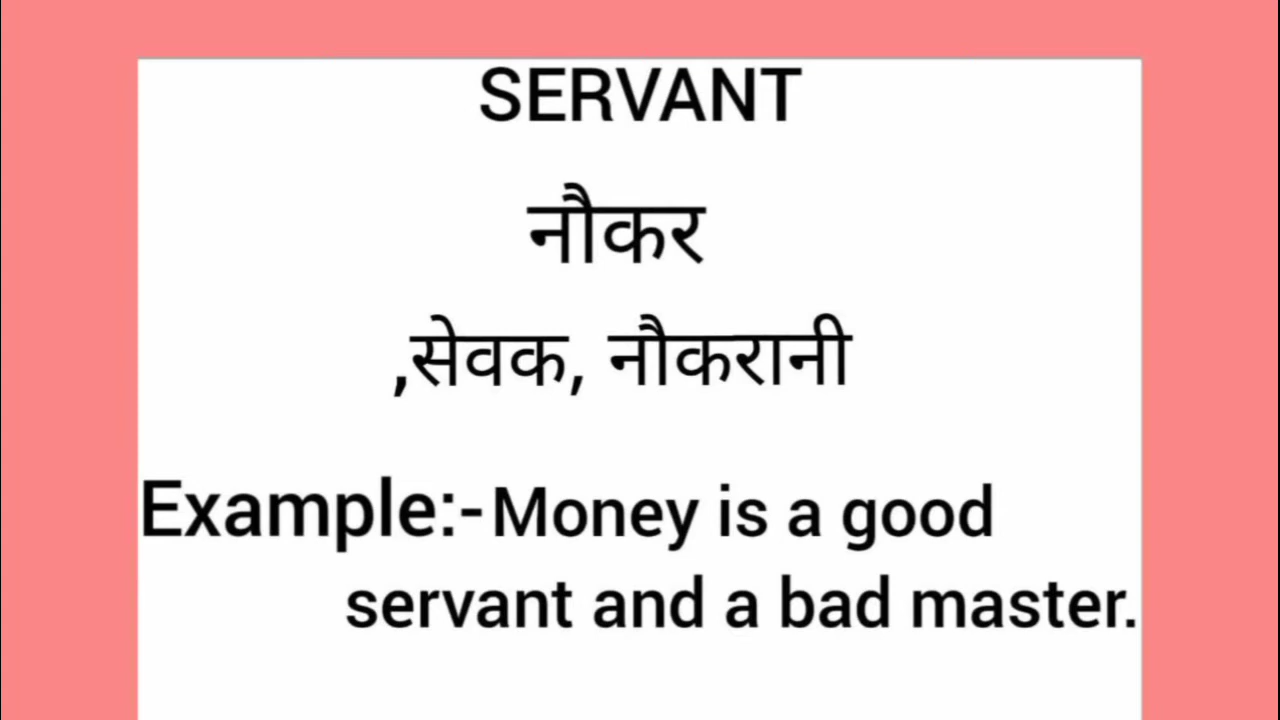 SERVANT
नौकर
,सेवक, नौकरानी
Example:-Money is a good
servant and a bad master.